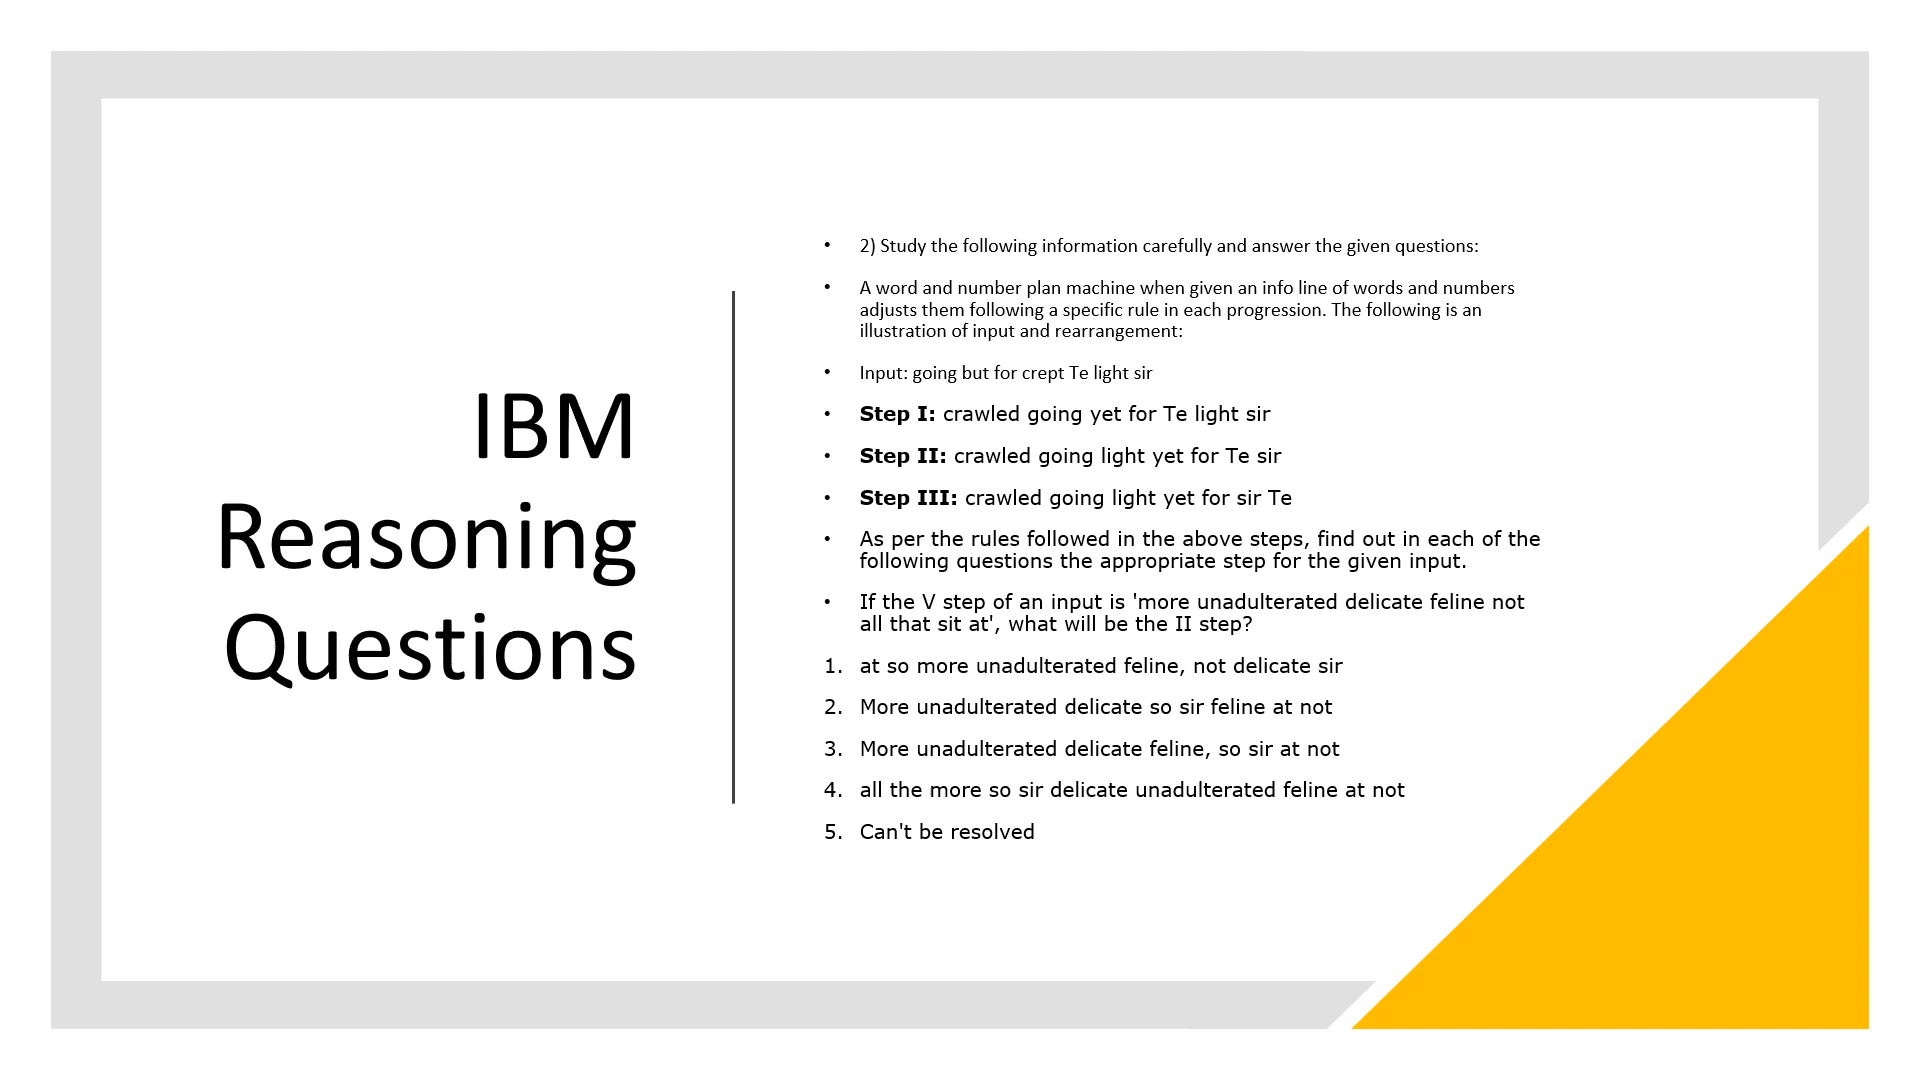 IBM
Reasoning
Questions
• 2) Study the following information carefully and answer the given questions:
• A word and number plan machine when given an info line of words and numbers
adjusts them following a specific rule in each progression. The following is an
illustration of input and rearrangement:
• Input: going but for crept Te light sir
• Step I: crawled going yet for Te light sir
• Step II: crawled going light yet for Te sir
• Step III: crawled going light yet for sir Te
• As per the rules followed in the above steps, find out in each of the
following questions the appropriate step for the given input.
• If the V step of an input is 'more unadulterated delicate feline not
all that sit at', what will be the II step?
1. at so more unadulterated feline, not delicate sir
2. More unadulterated delicate so sir feline at not
3. More unadulterated delicate feline, so sir at not
4. all the more so sir delicate unadulterated feline at not
5. Can't be resolved